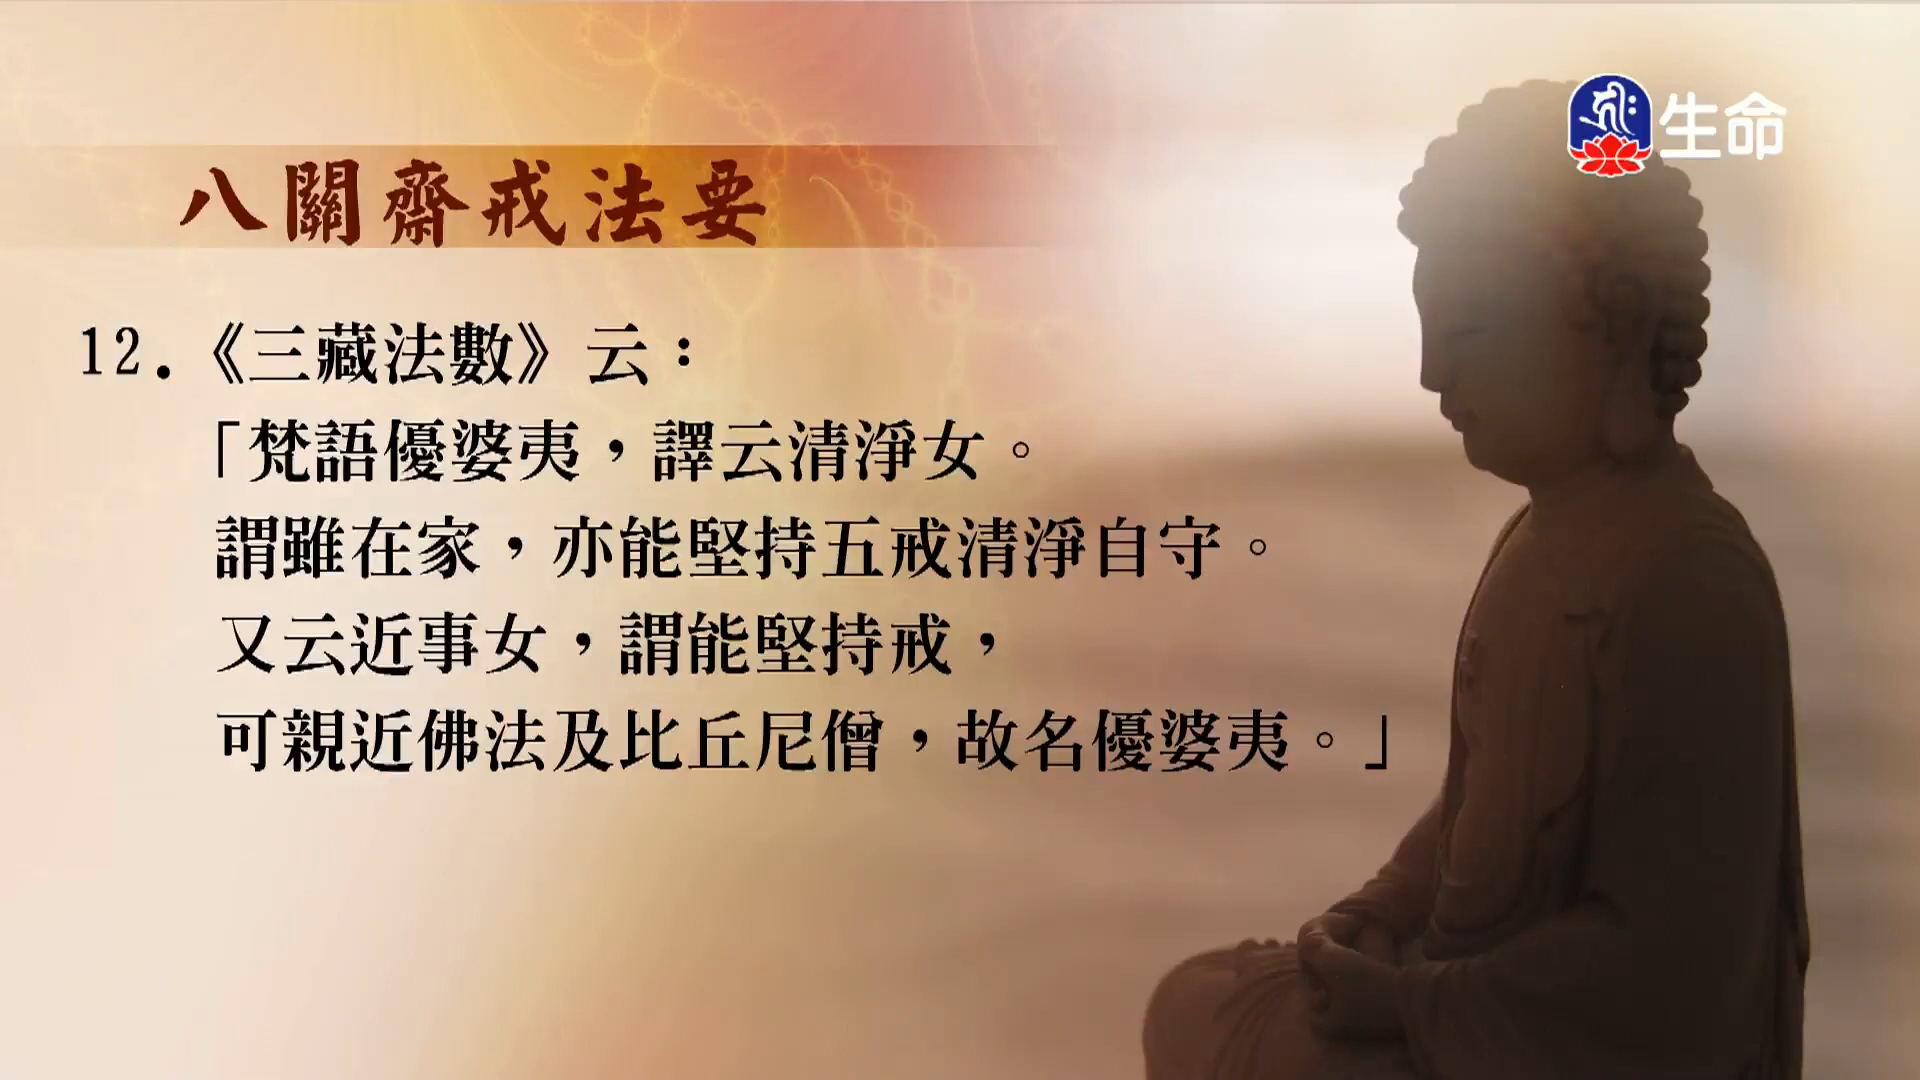 生命
八關齋戒法要
12.《三藏法數》云：
「梵語優婆夷，譯云清淨女。
謂雖在家，亦能堅持五戒清淨自守。
又云近事女，謂能堅持戒，
可親近佛法及比丘尼僧，故名優婆夷。」